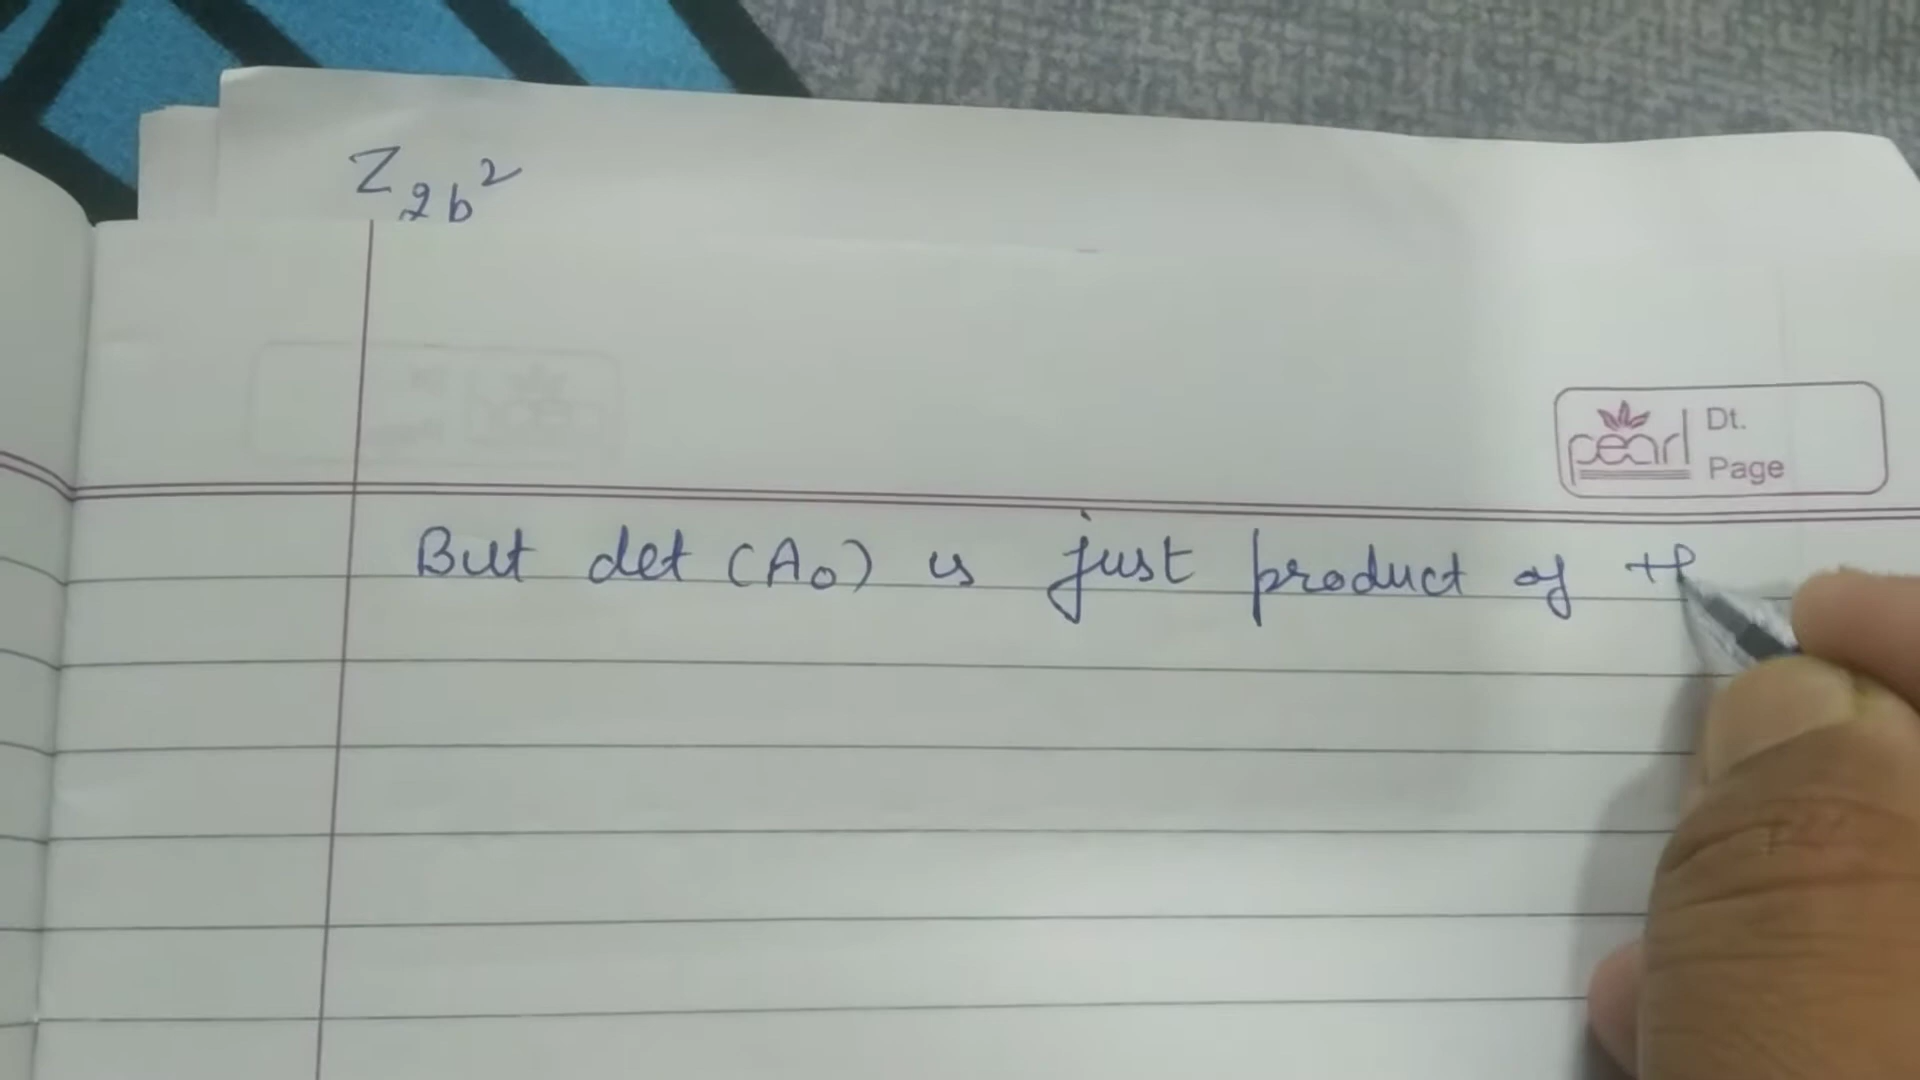 Z2b²
pearl Dt.
Page
But det (A0) is just product of